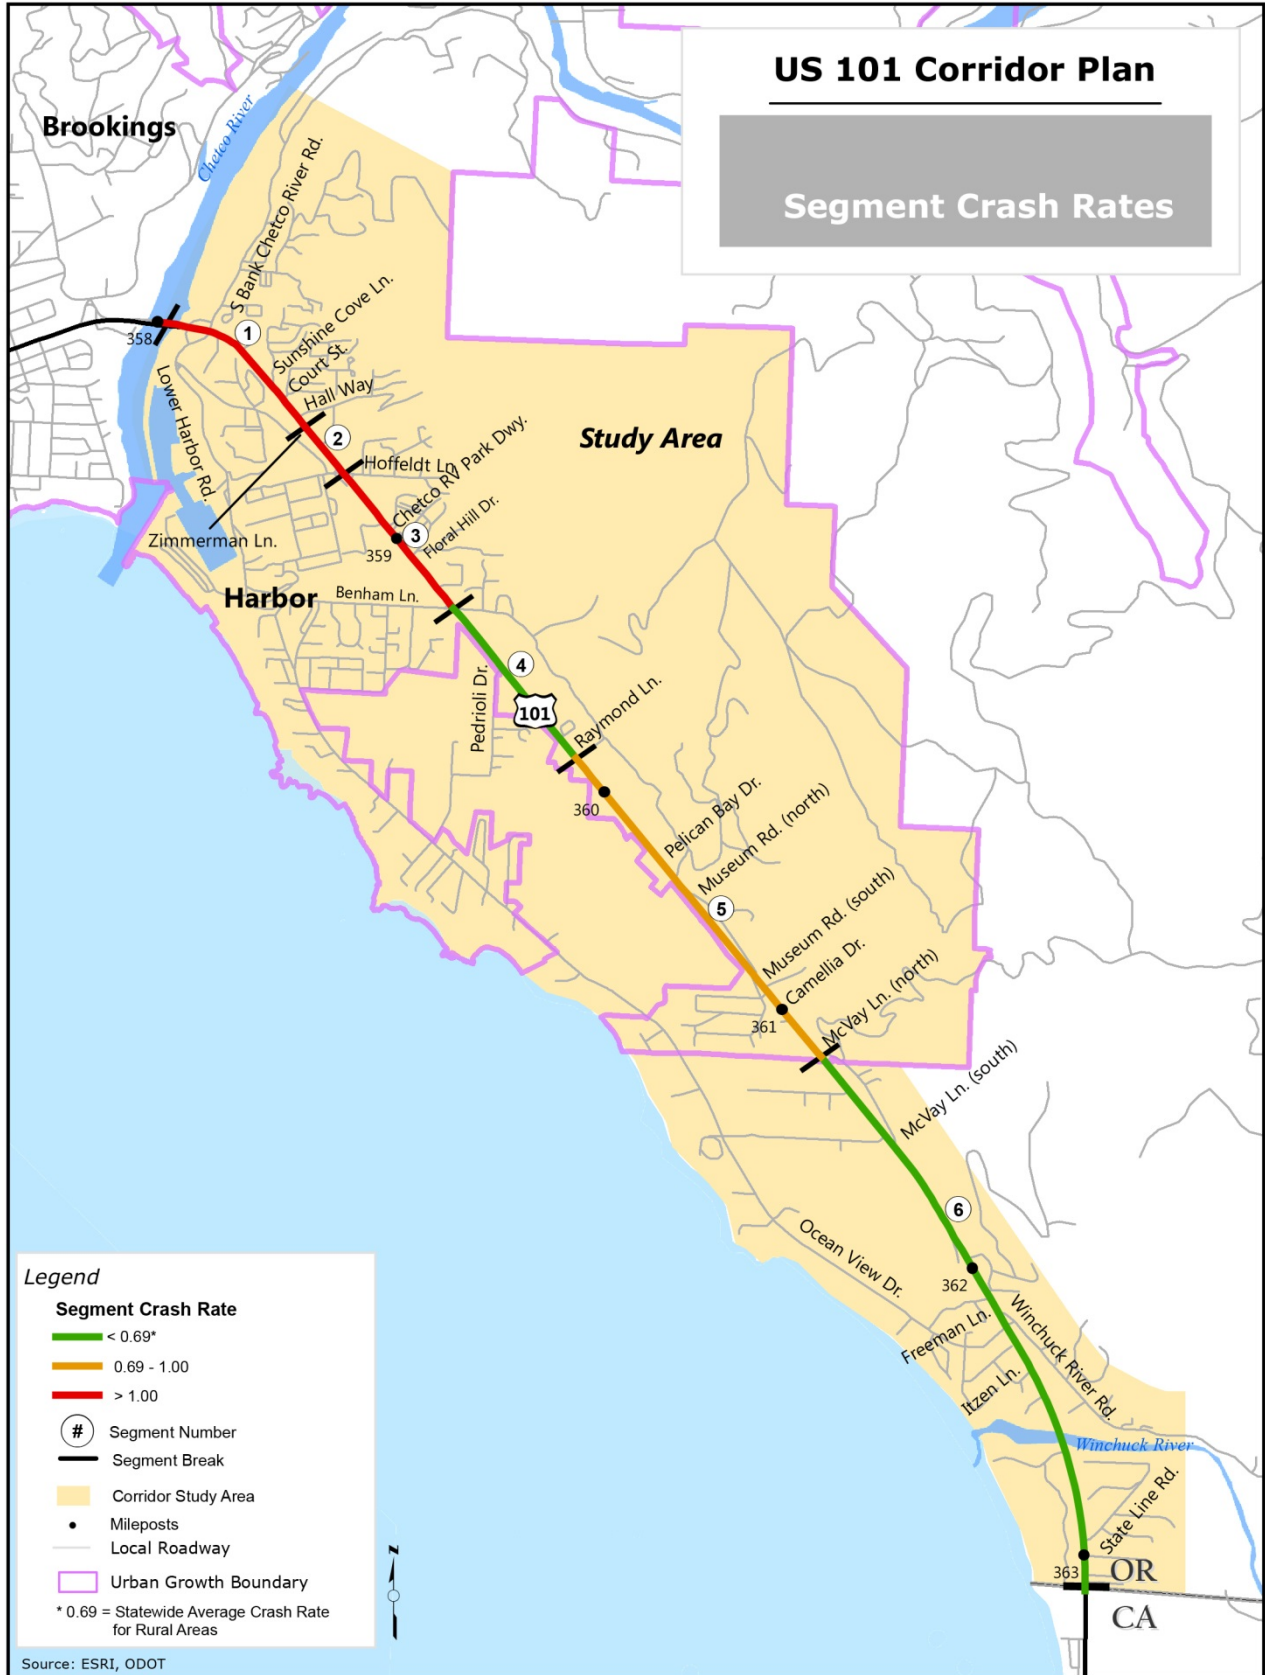 US 101 Corridor Plan
Segment Crash Rates
Brookings
Chetco River
S Bank Chetco River Rd.
358
1
Sunshine Cove Ln.
Court St.
Hall Way
Lower Harbor Rd.
2
Study Area
Hoffeldt Ln.
Chetco RV Park Dwy.
3
Floral Hill Dr.
Zimmerman Ln.
359
Harbor
Benham Ln.
4
Pedrioli Dr.
101
Raymond Ln.
360
Pelican Bay Dr.
Museum Rd. (north)
5
Museum Rd. (south)
Camellia Dr.
361
McVay Ln. (north)
McVay Ln. (south)
6
Ocean View Dr.
362
Freeman Ln.
Winchuck River Rd.
Itzen Ln.
Winchuck River
State Line Rd.
363
OR
CA
Legend
Segment Crash Rate
< 0.69*
0.69 - 1.00
> 1.00
# Segment Number
Segment Break
Corridor Study Area
Mileposts
Local Roadway
Urban Growth Boundary
* 0.69 = Statewide Average Crash Rate
for Rural Areas
z
Source: ESRI, ODOT